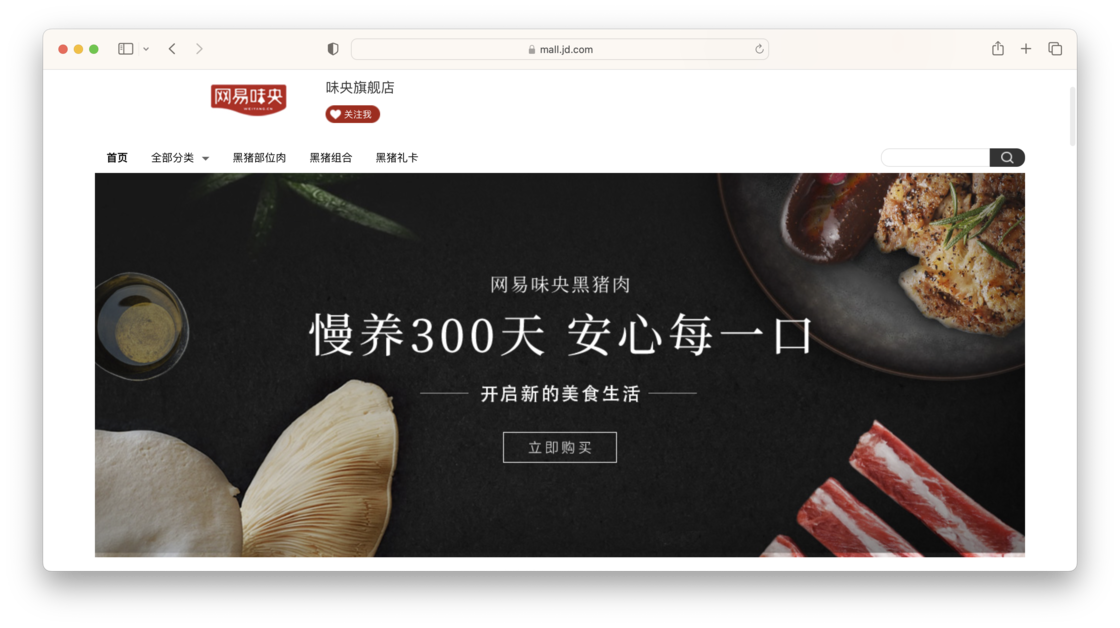 mall.jd.com
网易味央
WEIYANG.CN
味央旗舰店
关注我
首页 全部分类 黑猪部位肉 黑猪组合 黑猪礼卡
网易味央黑猪肉
慢养300天 安心每一口
开启新的美食生活
立即购买